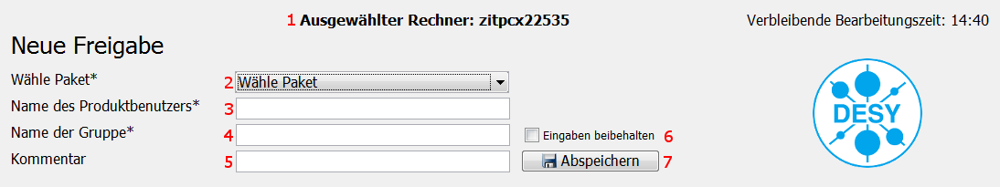 1 Ausgewählter Rechner: zitpcx22535
Verbleibende Bearbeitungszeit: 14:40
Neue Freigabe
Wähle Paket*
2 Wähle Paket
Name des Produktbenutzers*
3
Name der Gruppe*
4
Eingaben beibehalten 6
Kommentar
5
Abspeichern 7
DESY